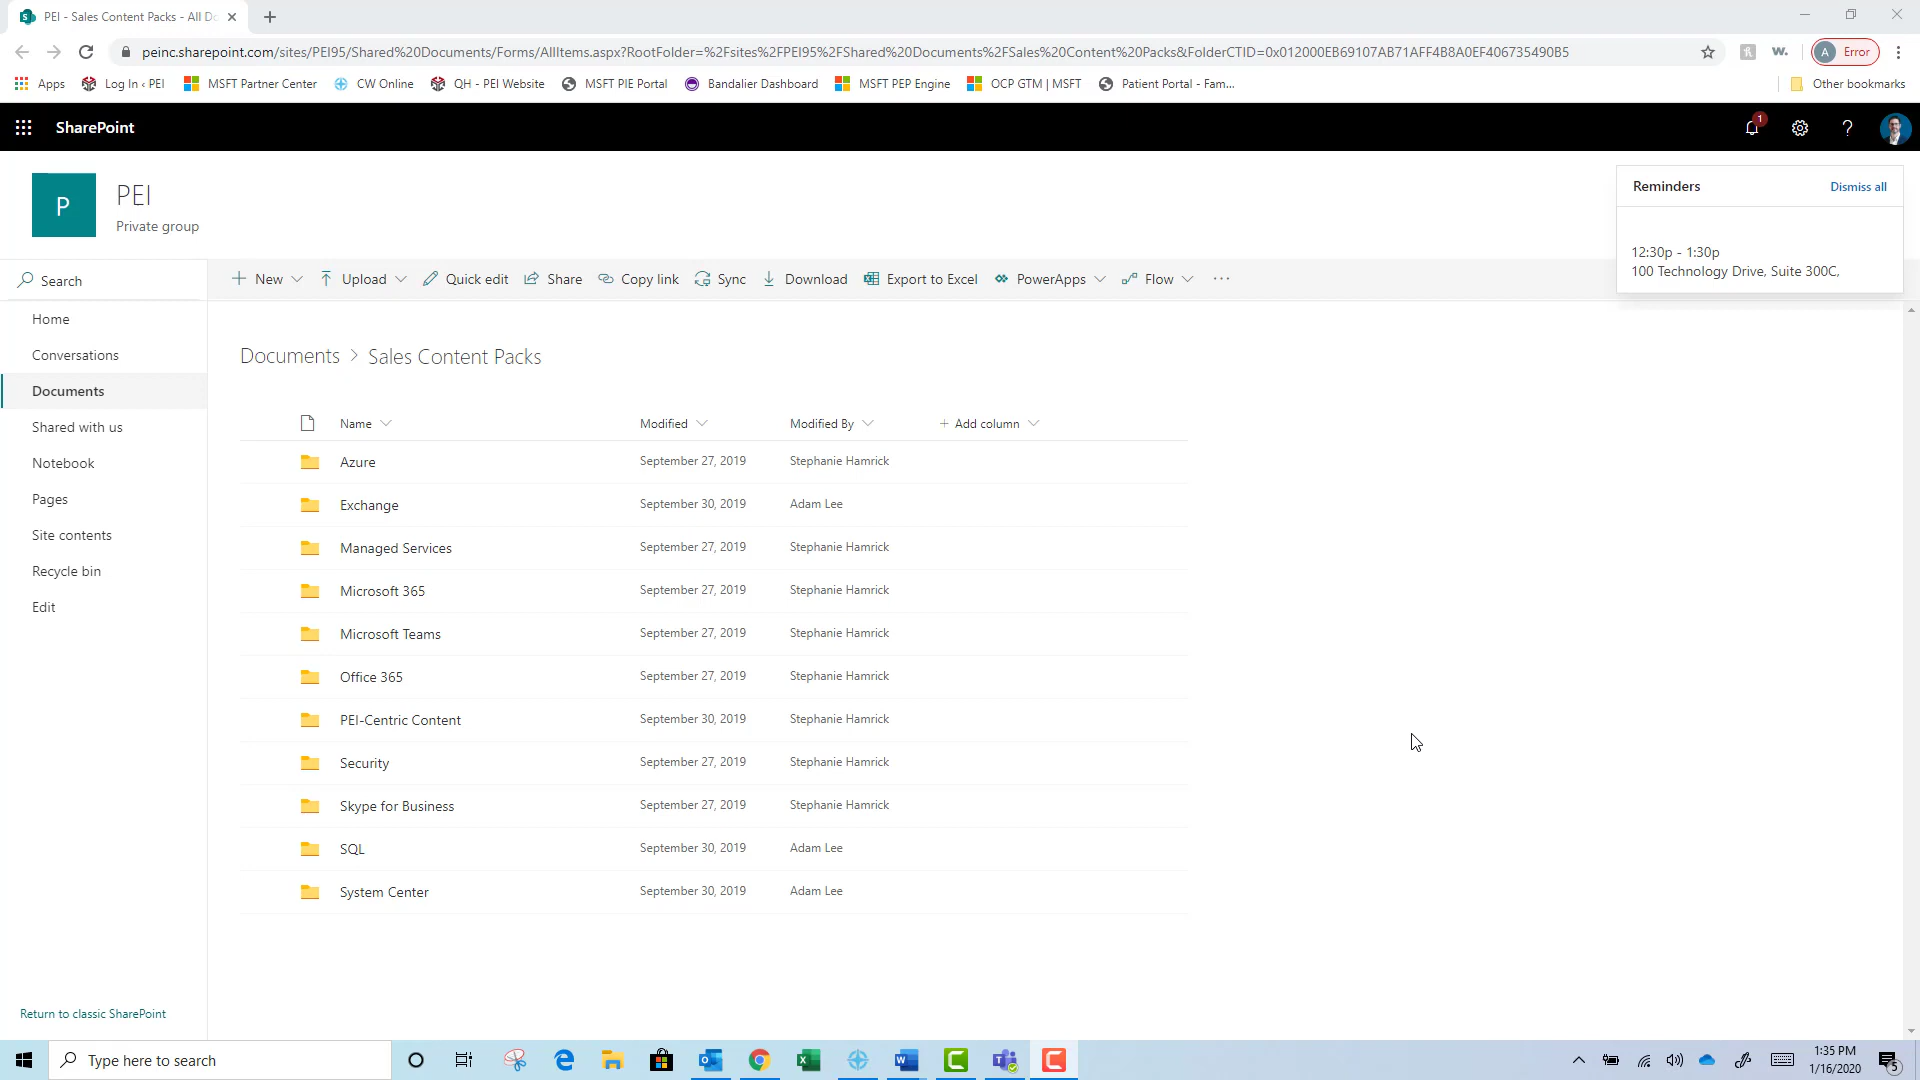 PEI - Sales Content Packs - All Do
peinc.sharepoint.com/sites/PEI95/Shared%20Documents/Forms/AllItems.aspx?RootFolder=%2Fsites%2FPEI95%2FShared%20Documents%2FSales%20Content%20Packs&FolderCTID=0x012000EB69107AB71AFF4B8A0EF406735490B5
w.
A Error
Apps Log In ‹ PEI MSFT Partner Center CW Online QH - PEI Website MSFT PIE Portal Bandalier Dashboard MSFT PEP Engine OCP GTM | MSFT Patient Portal - Fam... Other bookmarks
SharePoint
1
?
P
PEI
Private group
Reminders Dismiss all
12:30p - 1:30p
100 Technology Drive, Suite 300C,
Search
New Upload Quick edit Share Copy link Sync Download Export to Excel PowerApps Flow ...
Home
Conversations
Documents
Shared with us
Notebook
Pages
Site contents
Recycle bin
Edit
Return to classic SharePoint
Documents > Sales Content Packs
Name Modified Modified By + Add column
Azure September 27, 2019 Stephanie Hamrick
Exchange September 30, 2019 Adam Lee
Managed Services September 27, 2019 Stephanie Hamrick
Microsoft 365 September 27, 2019 Stephanie Hamrick
Microsoft Teams September 27, 2019 Stephanie Hamrick
Office 365 September 27, 2019 Stephanie Hamrick
PEI-Centric Content September 30, 2019 Stephanie Hamrick
Security September 27, 2019 Stephanie Hamrick
Skype for Business September 27, 2019 Stephanie Hamrick
SQL September 30, 2019 Adam Lee
System Center September 30, 2019 Adam Lee
Type here to search
1:35 PM
1/16/2020
5